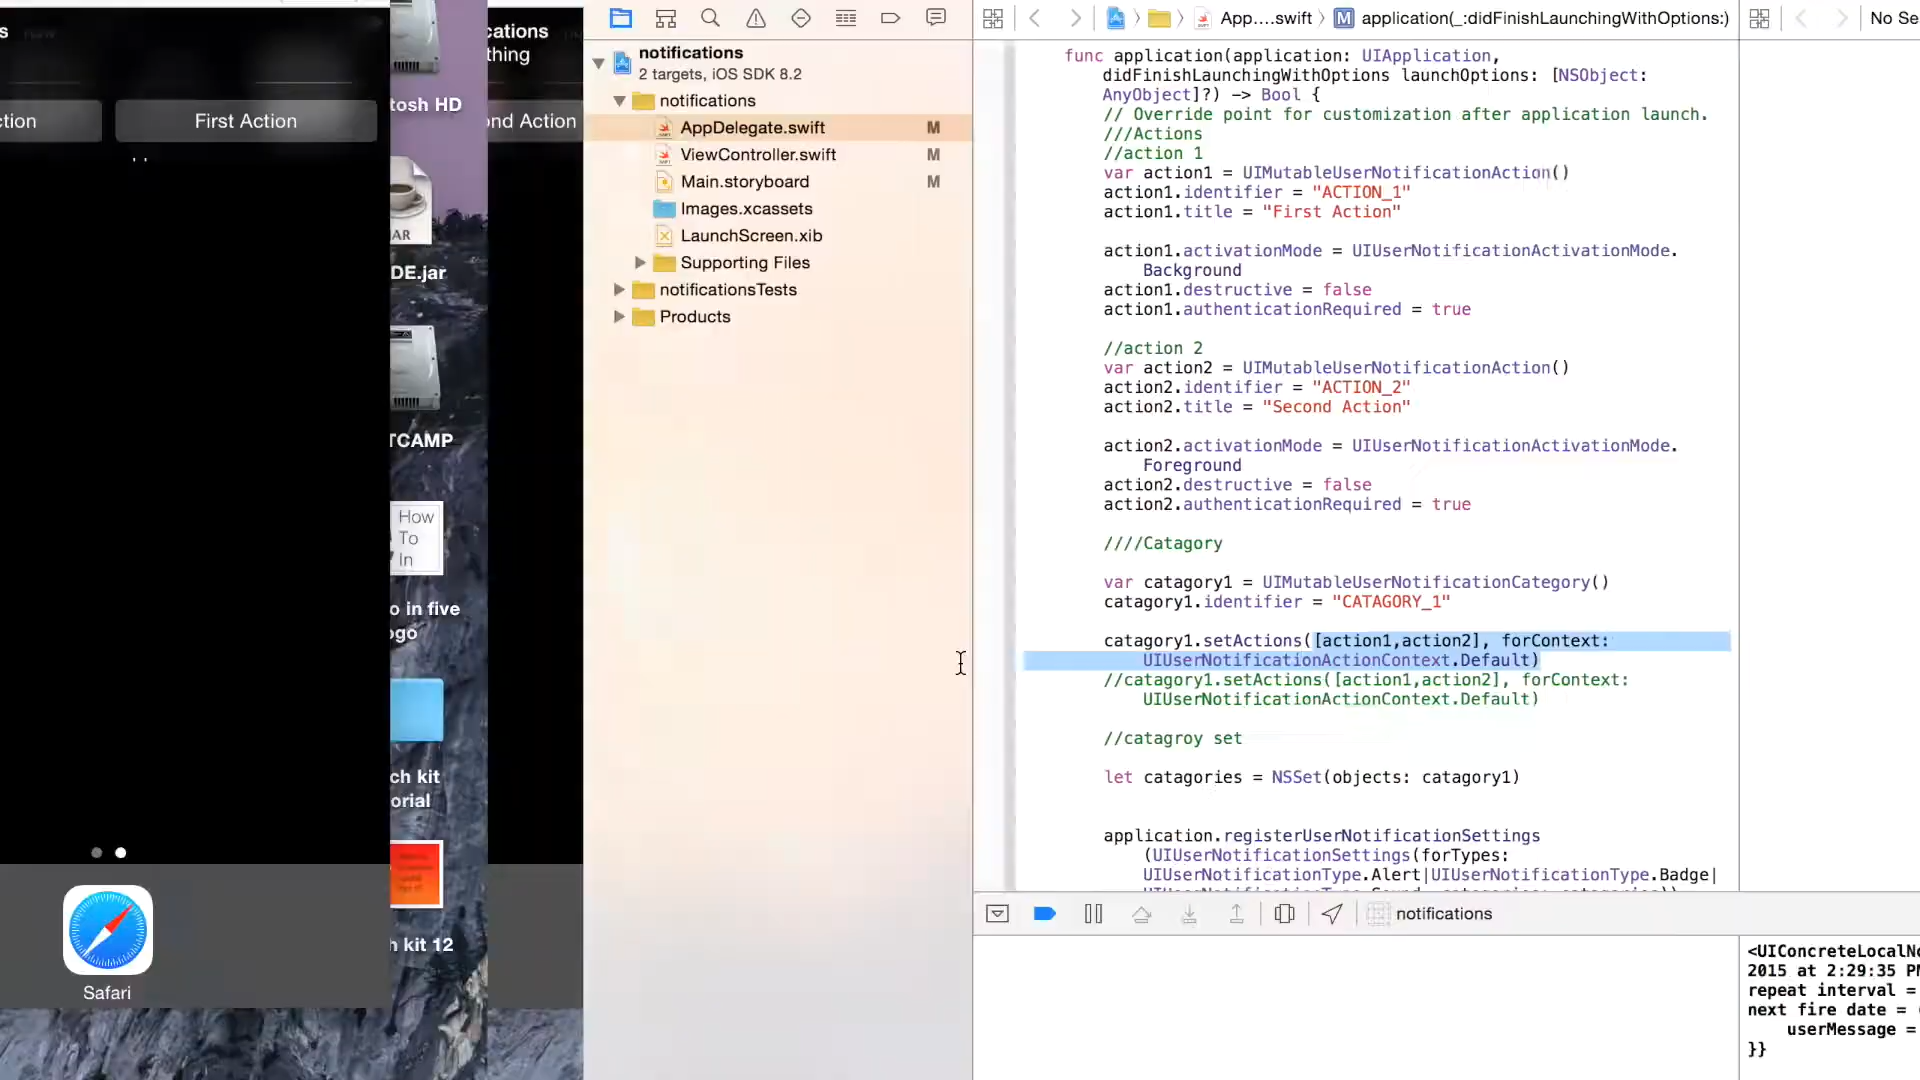 s
First Action
ction
Safari
tosh HD
AR
DE.jar
TCAMP
How
To
In
o in five
ogo
ch kit
orial
h kit 12
cations
thing
nd Action
notifications
2 targets, iOS SDK 8.2
notifications
AppDelegate.swift M
ViewController.swift M
Main.storyboard M
Images.xcassets
LaunchScreen.xib
Supporting Files
notificationsTests
Products
App....swift
M application(_:didFinishLaunchingWithOptions:)
No Se
func application(application: UIApplication,
didFinishLaunchingWithOptions launchOptions: [NSObject:
AnyObject]?) -> Bool {
// Override point for customization after application launch.
///Actions
//action 1
var action1 = UIMutableUserNotificationAction()
action1.identifier = "ACTION_1"
action1.title = "First Action"
action1.activationMode = UIUserNotificationActivationMode.
Background
action1.destructive = false
action1.authenticationRequired = true
//action 2
var action2 = UIMutableUserNotificationAction()
action2.identifier = "ACTION_2"
action2.title = "Second Action"
action2.activationMode = UIUserNotificationActivationMode.
Foreground
action2.destructive = false
action2.authenticationRequired = true
////Catagory
var catagory1 = UIMutableUserNotificationCategory()
catagory1.identifier = "CATAGORY_1"
catagory1.setActions([action1,action2], forContext:
UIUserNotificationActionContext.Default)
//catagory1.setActions([action1,action2], forContext:
UIUserNotificationActionContext.Default)
//catagroy set
let catagories = NSSet(objects: catagory1)
application.registerUserNotificationSettings
(UIUserNotificationSettings(forTypes:
UIUserNotificationType.Alert|UIUserNotificationType.Badge|
notifications
<UIConcreteLocalNo
2015 at 2:29:35 PM
repeat interval =
next fire date = (
userMessage =
}}